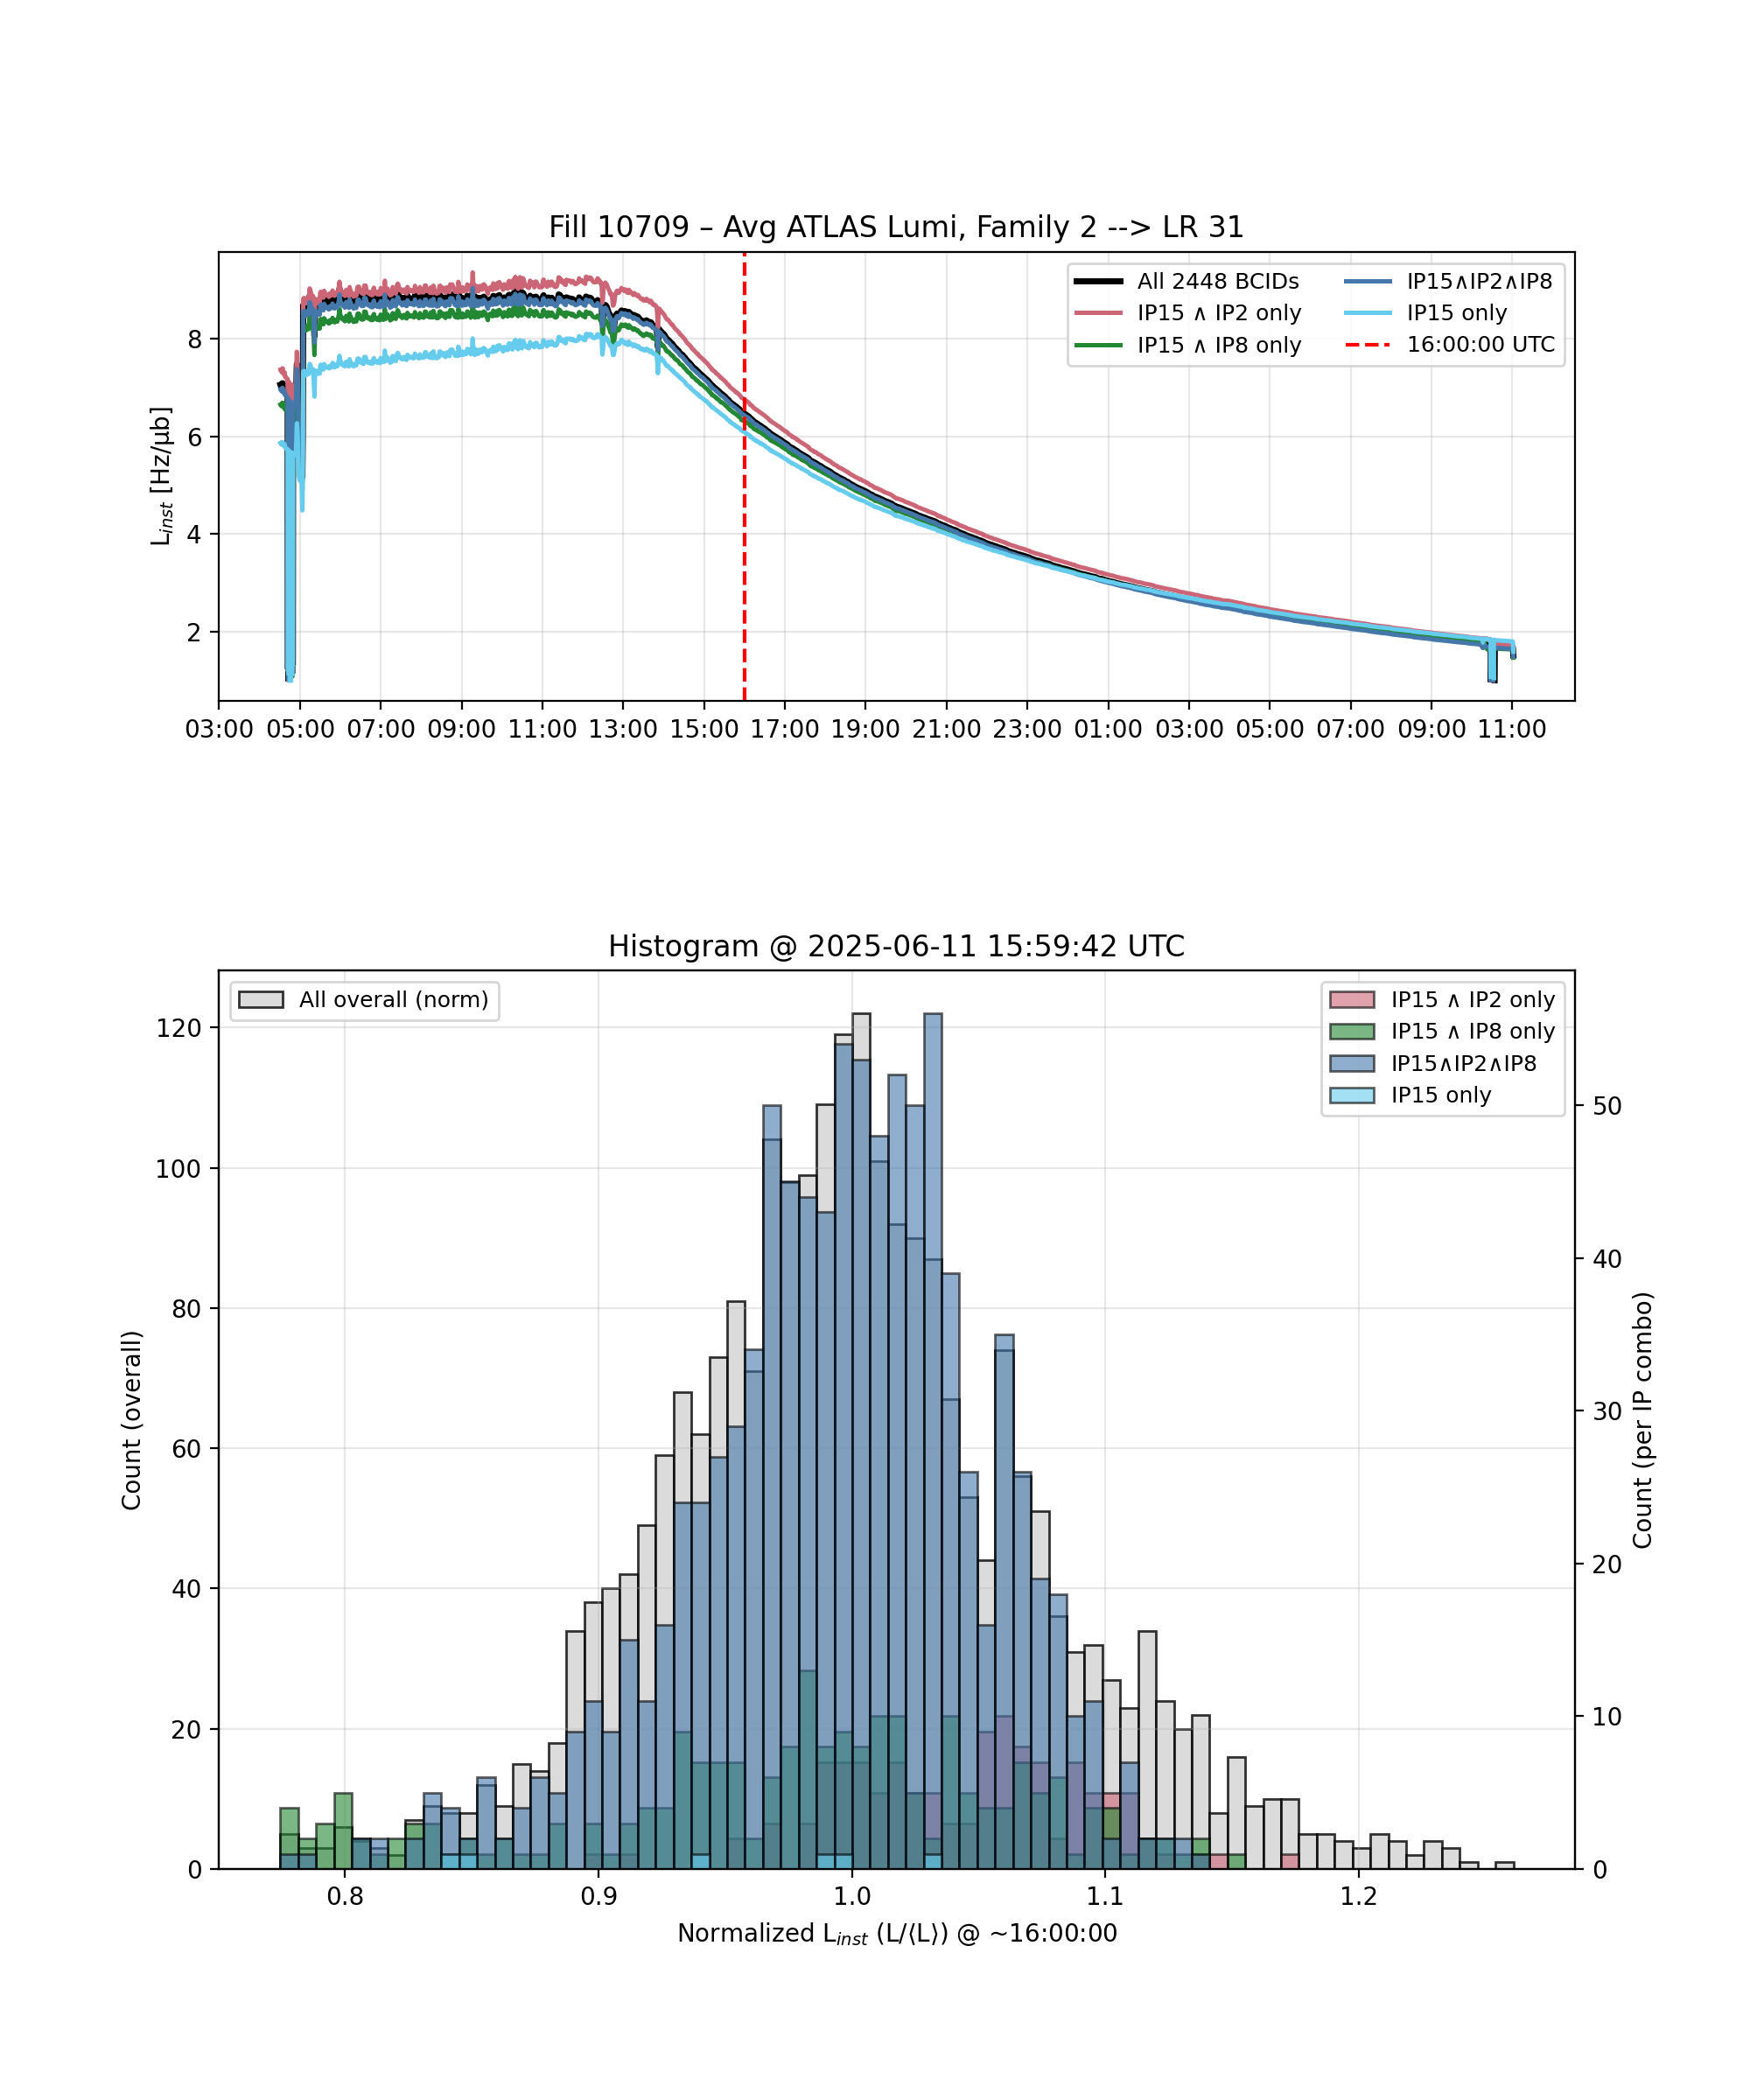 Fill 10709 – Avg ATLAS Lumi, Family 2 --> LR 31
All 2448 BCIDs
IP15 ∧ IP2 only
IP15 ∧ IP8 only
IP15∧IP2∧IP8
IP15 only
16:00:00 UTC
L_inst [Hz/μb]
8
6
4
2
03:00 05:00 07:00 09:00 11:00 13:00 15:00 17:00 19:00 21:00 23:00 01:00 03:00 05:00 07:00 09:00 11:00
Histogram @ 2025-06-11 15:59:42 UTC
All overall (norm)
IP15 ∧ IP2 only
IP15 ∧ IP8 only
IP15∧IP2∧IP8
IP15 only
Count (overall)
120
100
80
60
40
20
0
Count (per IP combo)
50
40
30
20
10
0
0.8 0.9 1.0 1.1 1.2
Normalized L_inst (L/⟨L⟩) @ ~16:00:00